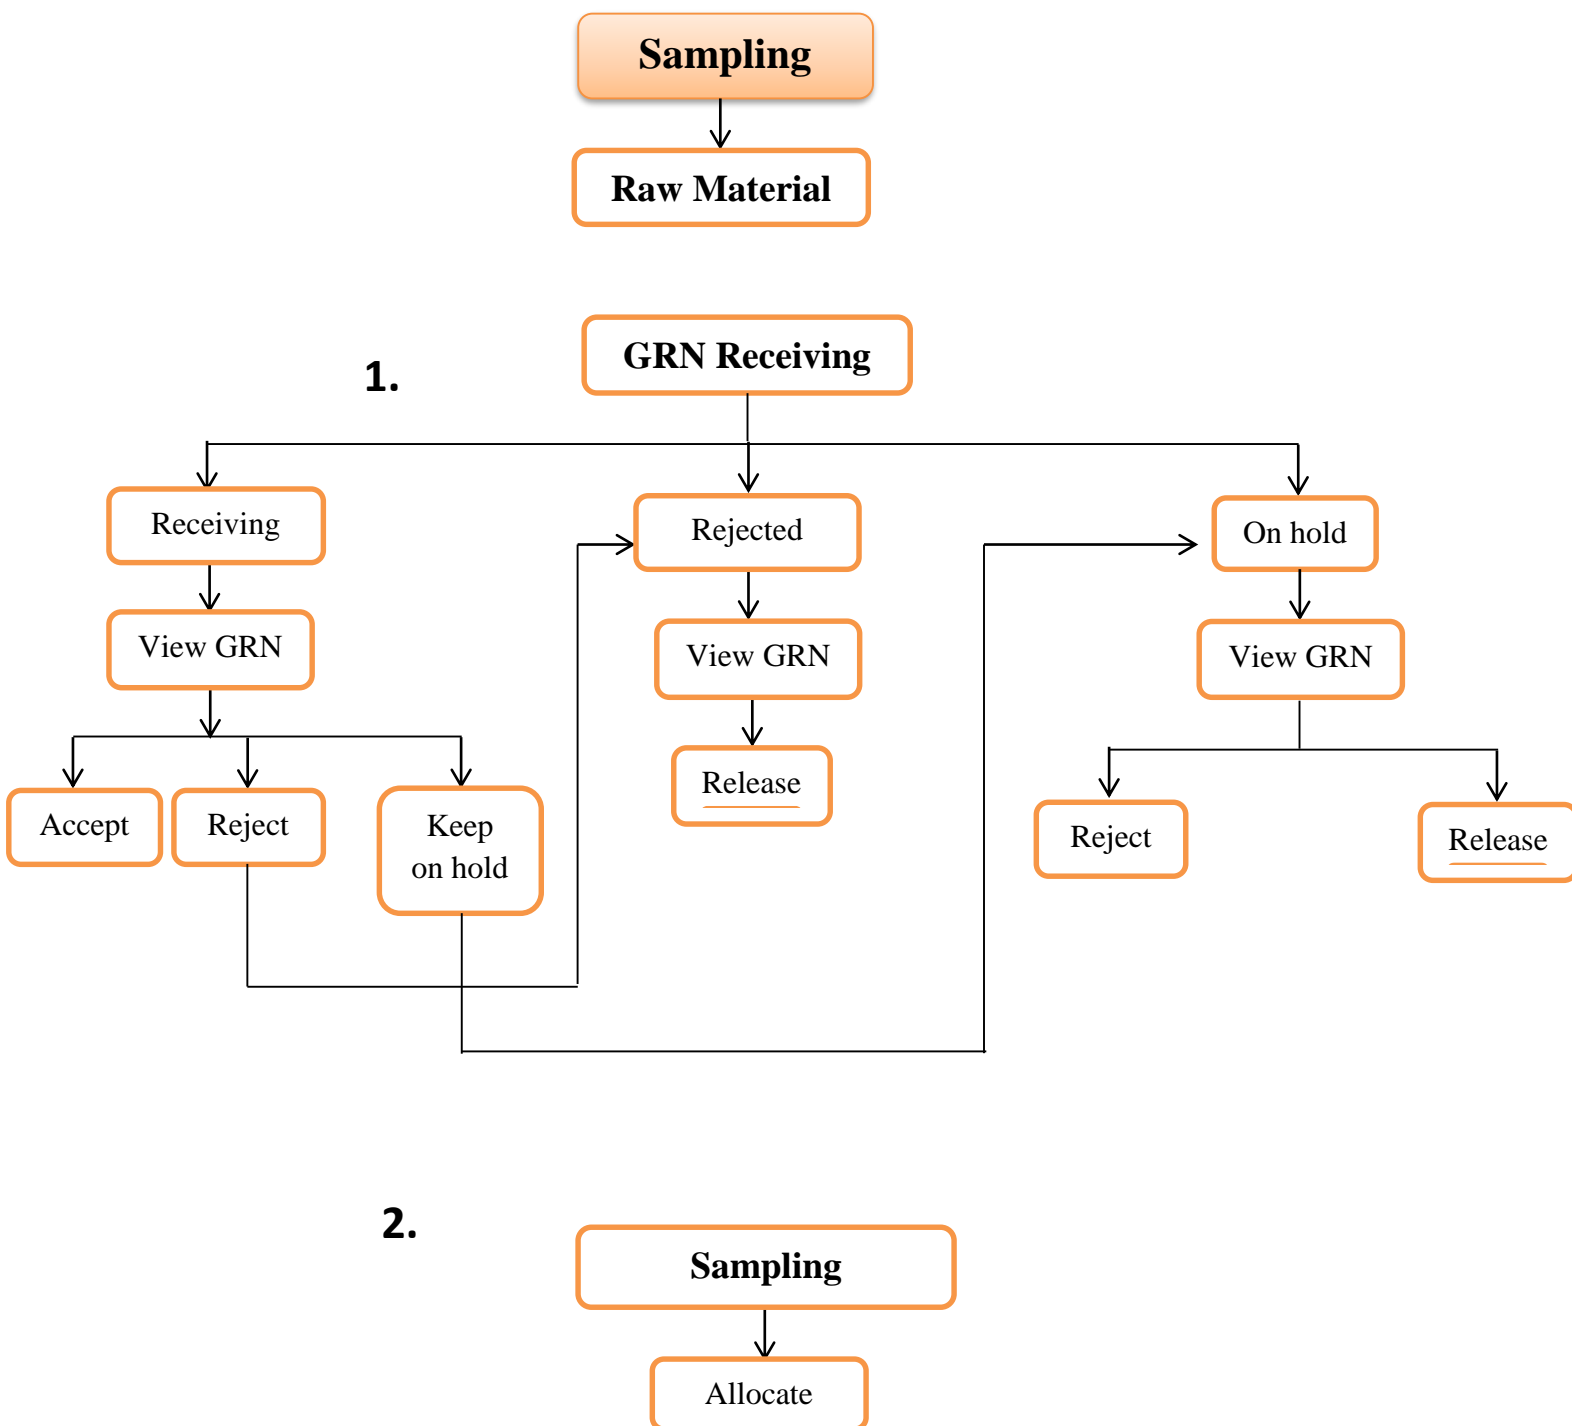 Sampling
Raw Material
1.
GRN Receiving
Receiving
Rejected
On hold
View GRN
View GRN
View GRN
Accept
Reject
Keep
on hold
Release
Reject
Release
2.
Sampling
Allocate